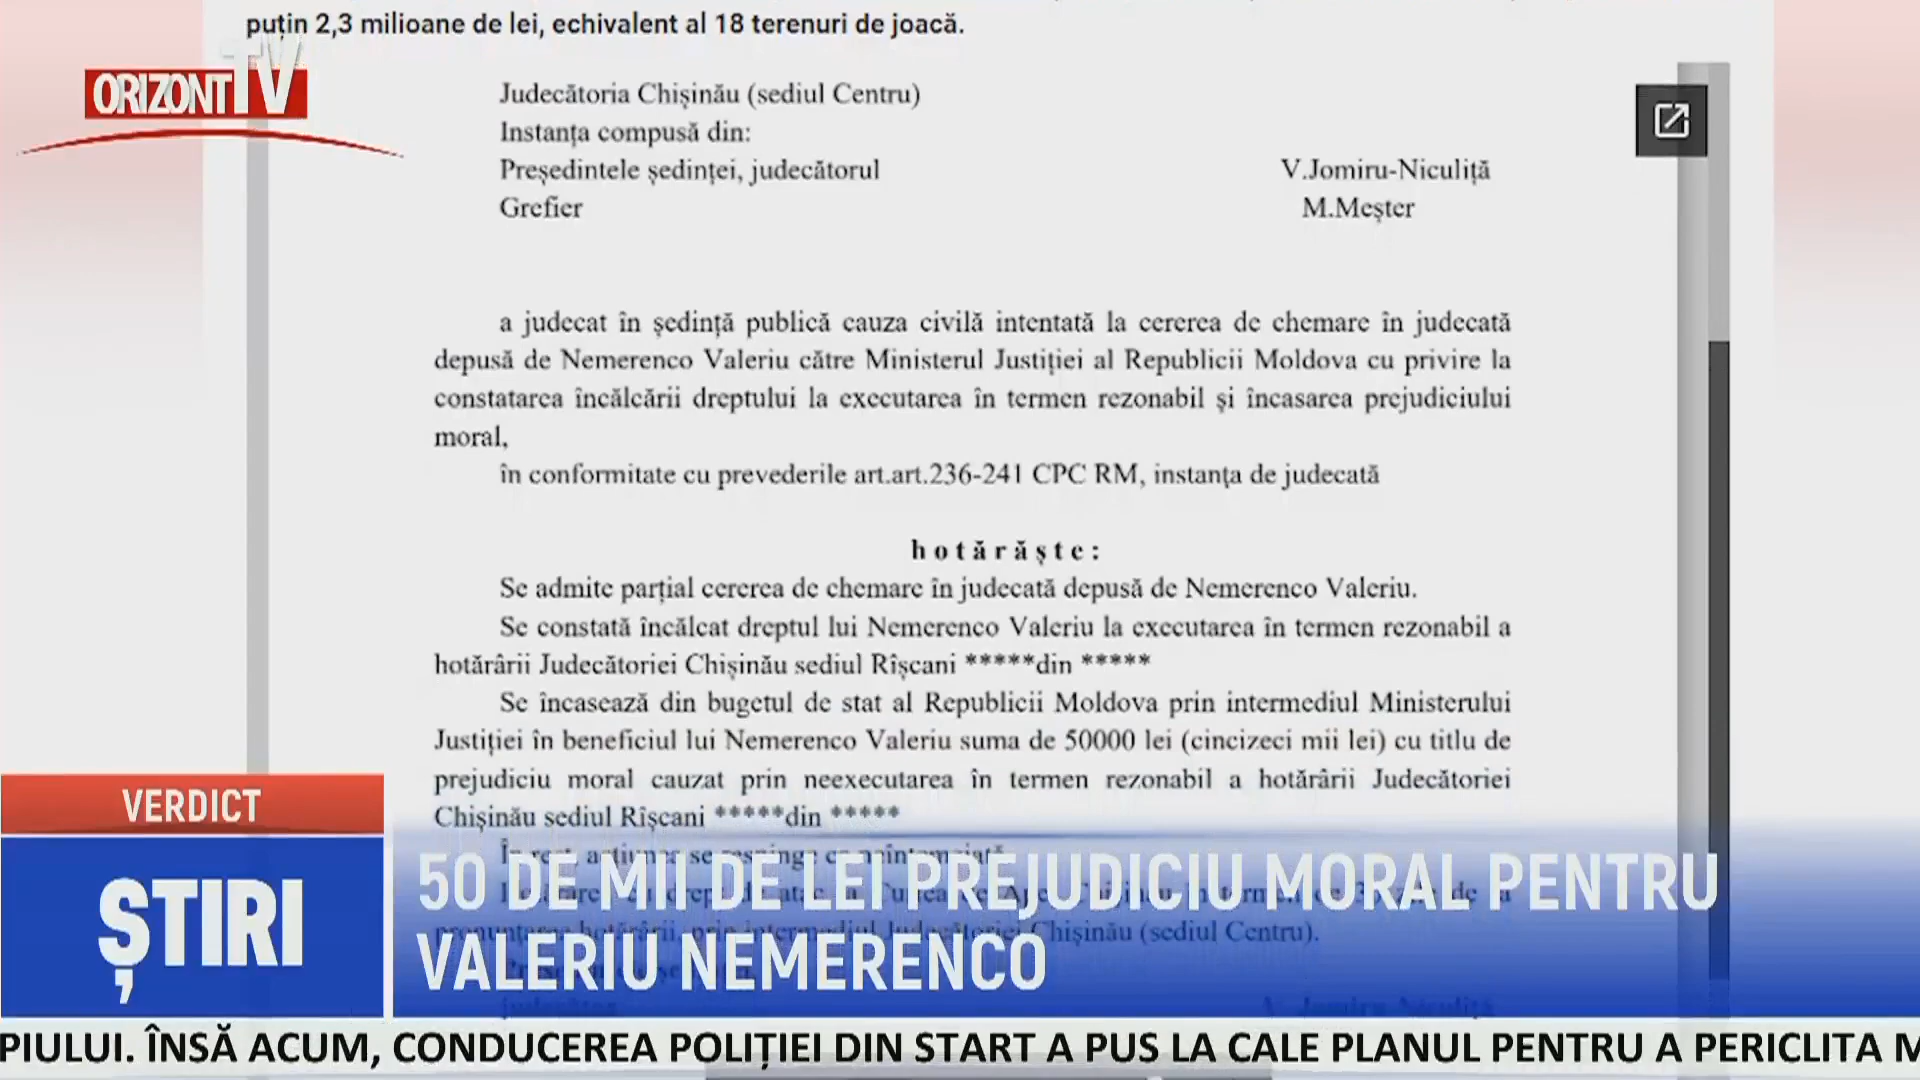 puțin 2,3 milioane de lei, echivalent al 18 terenuri de joacă.
ORIZONT TV
Judecătoria Chișinău (sediul Centru)
Instanța compusă din:
Președintele ședinței, judecătorul V.Jomiru-Niculiță
Grefier M.Meșter
a judecat în ședință publică cauza civilă intentată la cererea de chemare în judecată
depusă de Nemerenco Valeriu către Ministerul Justiției al Republicii Moldova cu privire la
constatarea încălcării dreptului la executarea în termen rezonabil și încasarea prejudiciului
moral,
în conformitate cu prevederile art.art.236-241 CPC RM, instanța de judecată
hotărăște:
Se admite parțial cererea de chemare în judecată depusă de Nemerenco Valeriu.
Se constată încălcat dreptul lui Nemerenco Valeriu la executarea în termen rezonabil a
hotărârii Judecătoriei Chișinău sediul Rîșcani *****din *****
Se încasează din bugetul de stat al Republicii Moldova prin intermediul Ministerului
Justiției în beneficiul lui Nemerenco Valeriu suma de 50000 lei (cincizeci mii lei) cu titlu de
prejudiciu moral cauzat prin neexecutarea în termen rezonabil a hotărârii Judecătoriei
Chișinău sediul Rîșcani *****din *****
Chișinău (sediul Centru).
VERDICT
ȘTIRI
50 DE MII DE LEI PREJUDICIU MORAL PENTRU
VALERIU NEMERENCO
PIULUI. ÎNSĂ ACUM, CONDUCEREA POLIȚIEI DIN START A PUS LA CALE PLANUL PENTRU A PERICLITA M